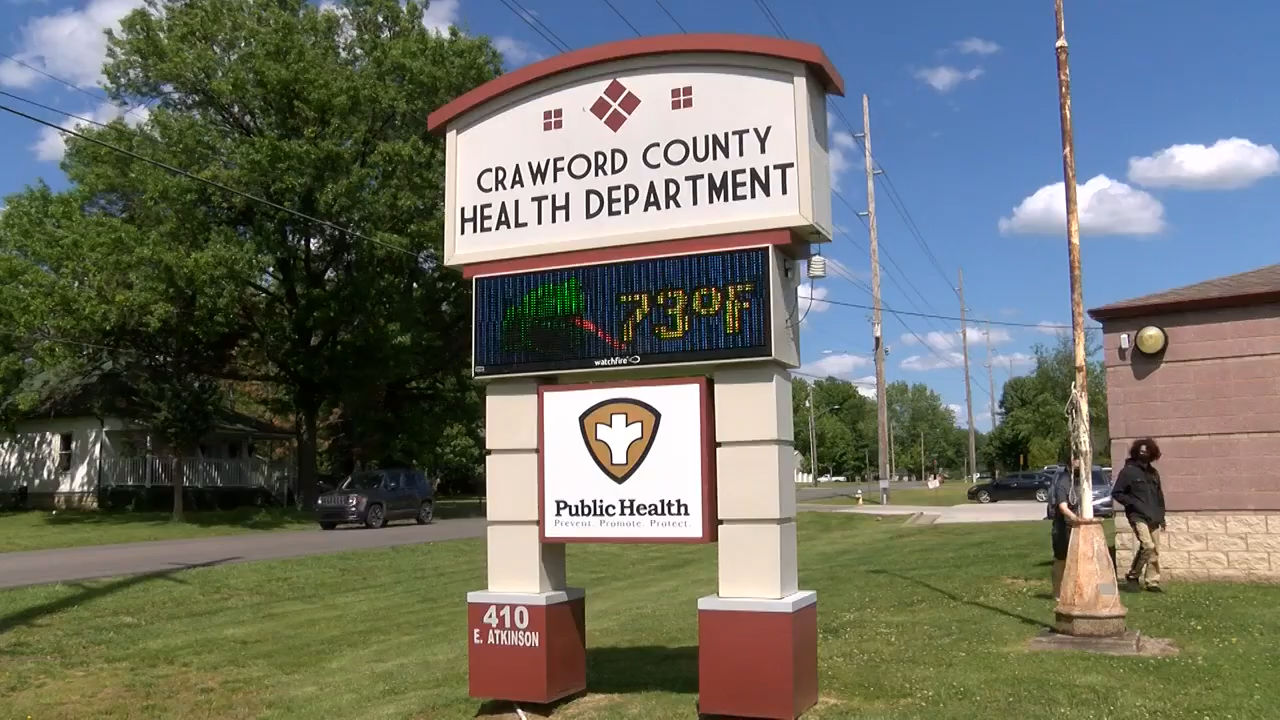 CRAWFORD COUNTY
HEALTH DEPARTMENT
73°F
watchfire
Public Health
Prevent. Promote. Protect.
410
E. ATKINSON